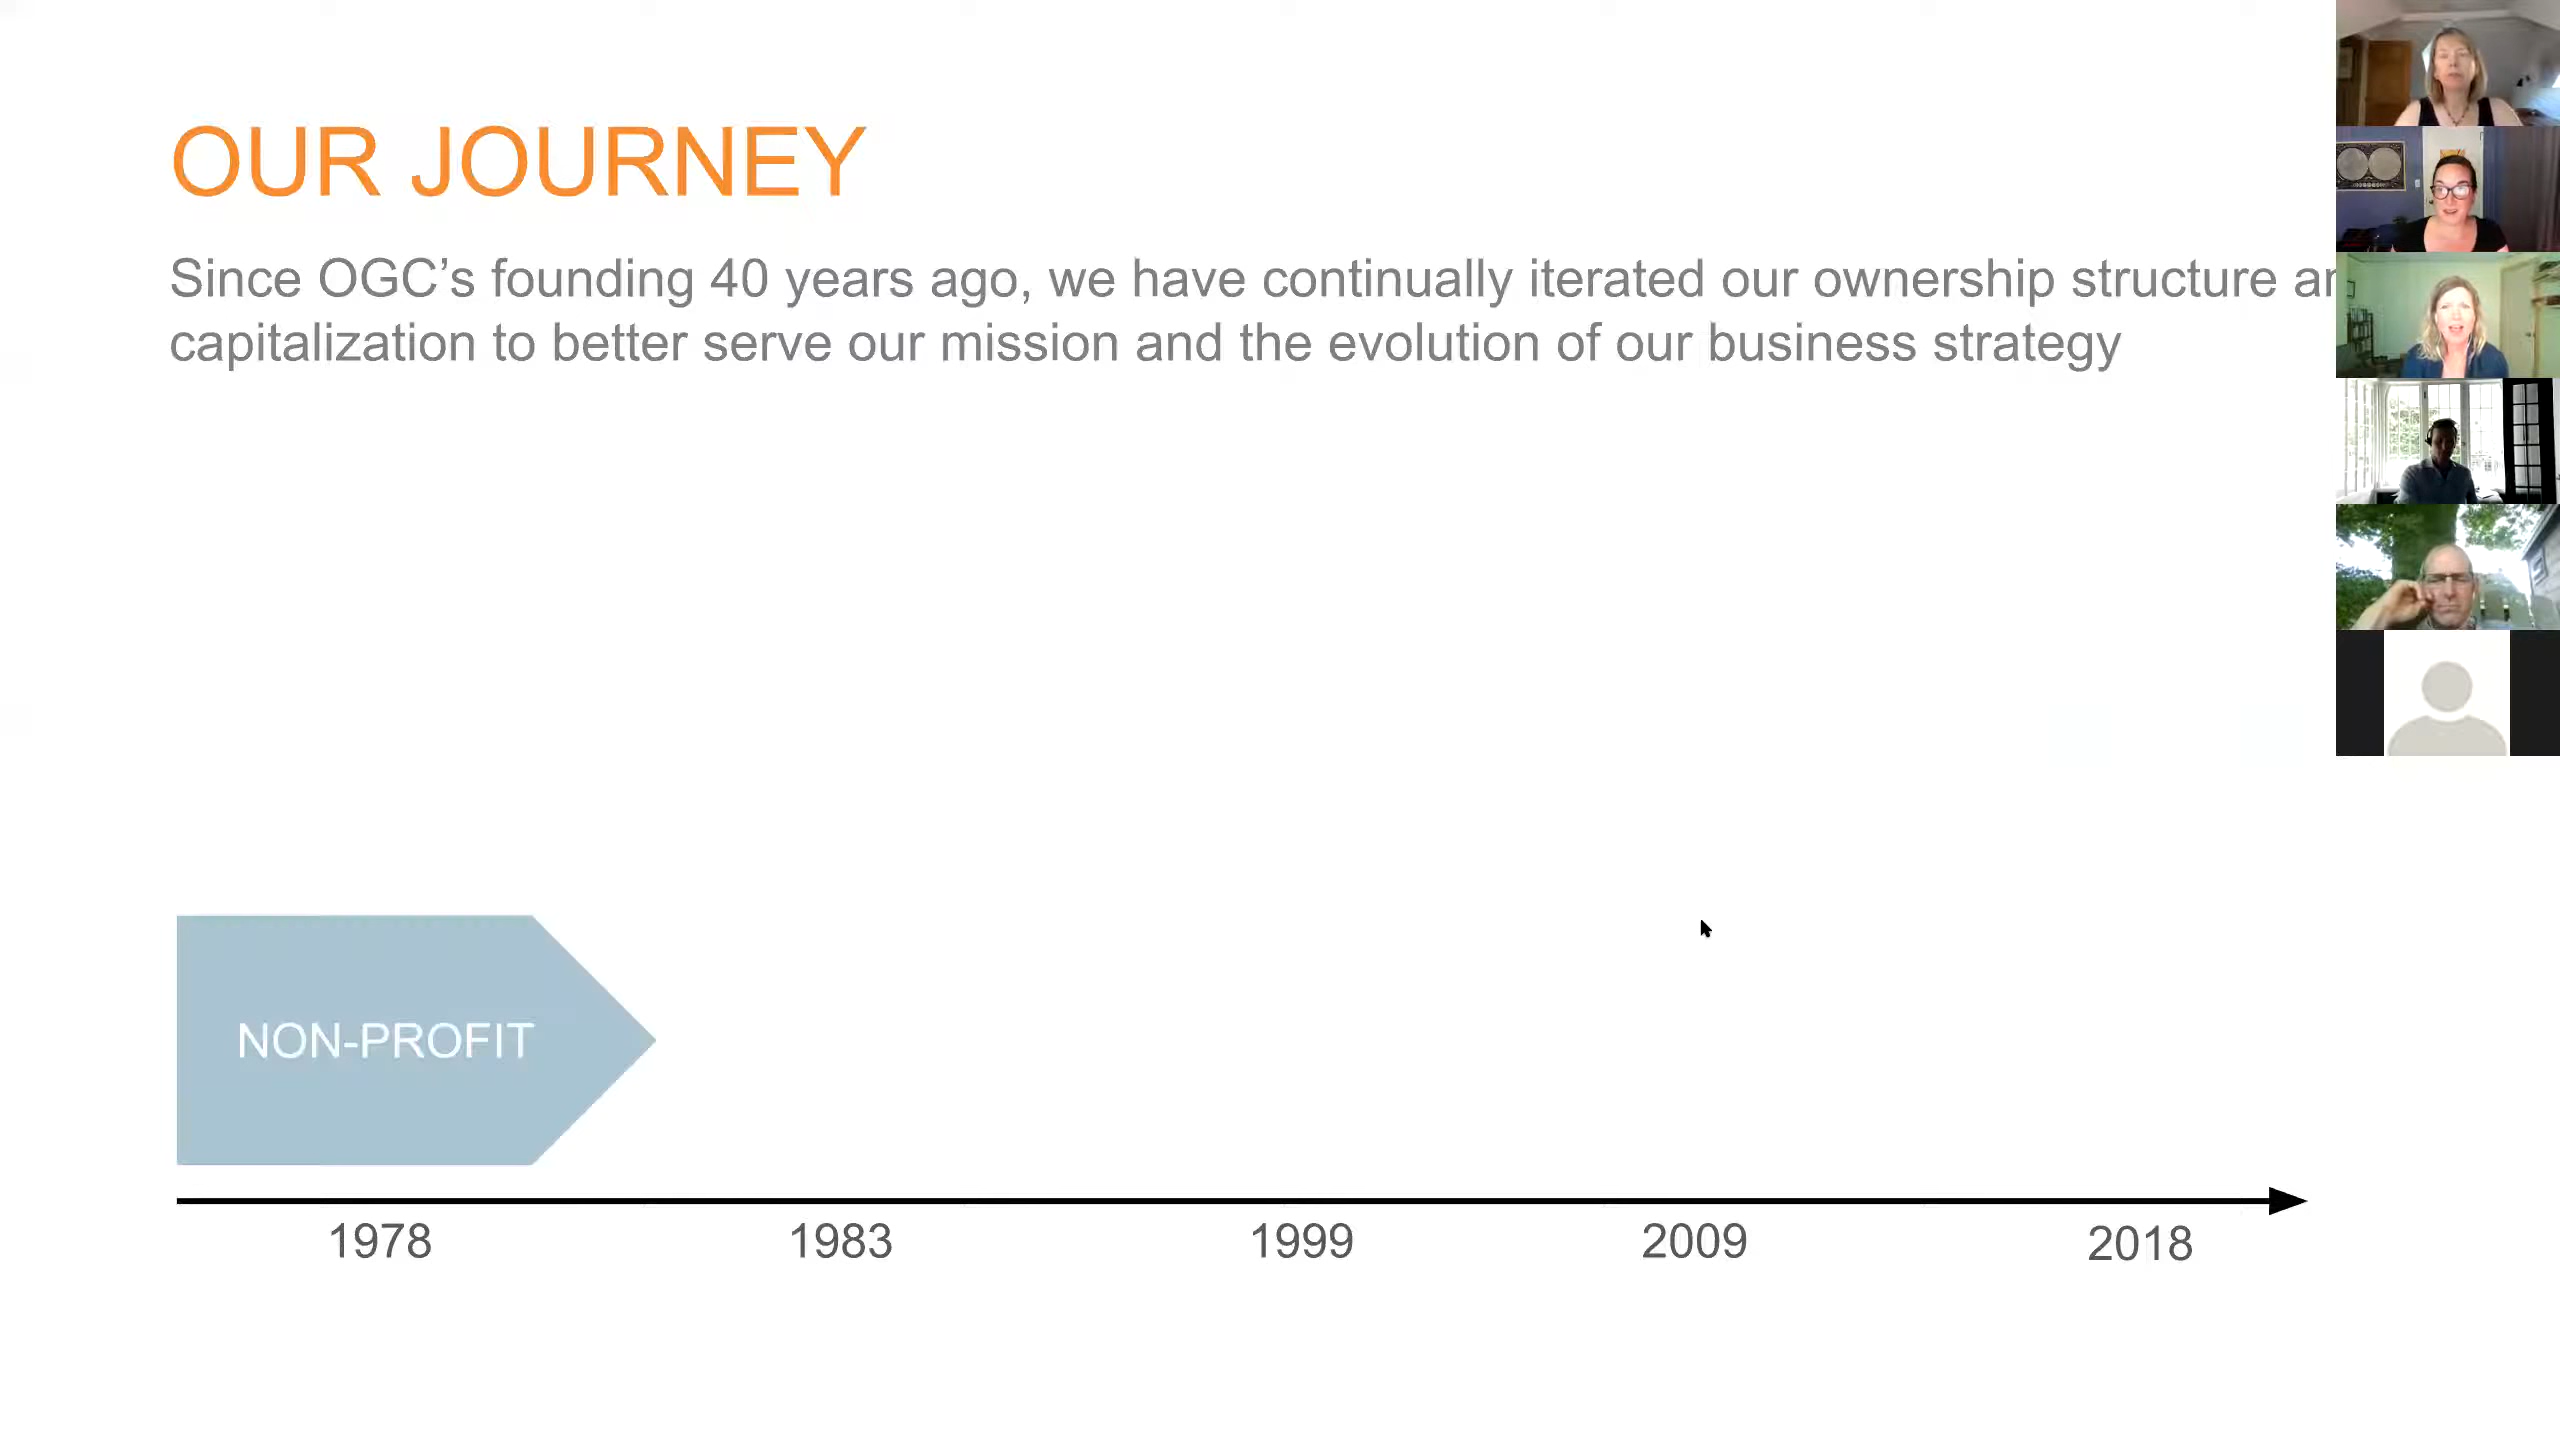 OUR JOURNEY
Since OGC’s founding 40 years ago, we have continually iterated our ownership structure
capitalization to better serve our mission and the evolution of our business strategy
NON-PROFIT
1978 1983 1999 2009 2018